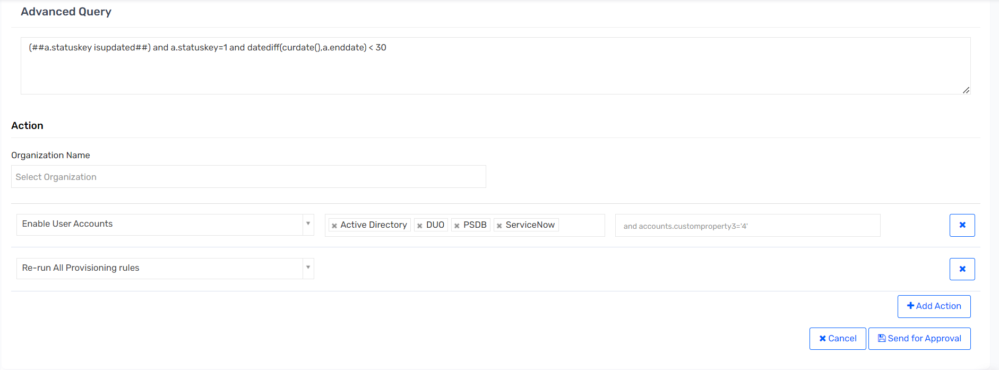 Advanced Query
(##a.statuskey isupdated##) and a.statuskey=1 and datediff(curdate(),a.enddate) < 30
Action
Organization Name
Select Organization
Enable User Accounts
Active Directory
DUO
PSDB
ServiceNow
and accounts.customproperty3='4'
Re-run All Provisioning rules
Add Action
Cancel
Send for Approval